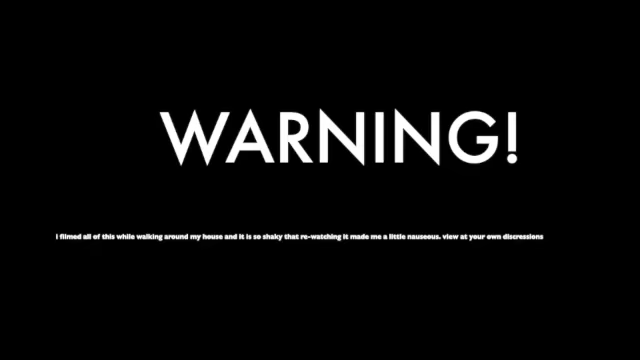 WARNING!
i filmed all of this while walking around my house and it is so shaky that re-watching it made me a little nauseous. view at your own discressions